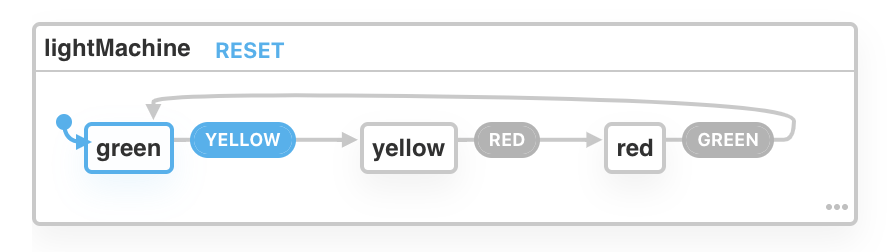 lightMachine RESET
green YELLOW yellow RED red GREEN